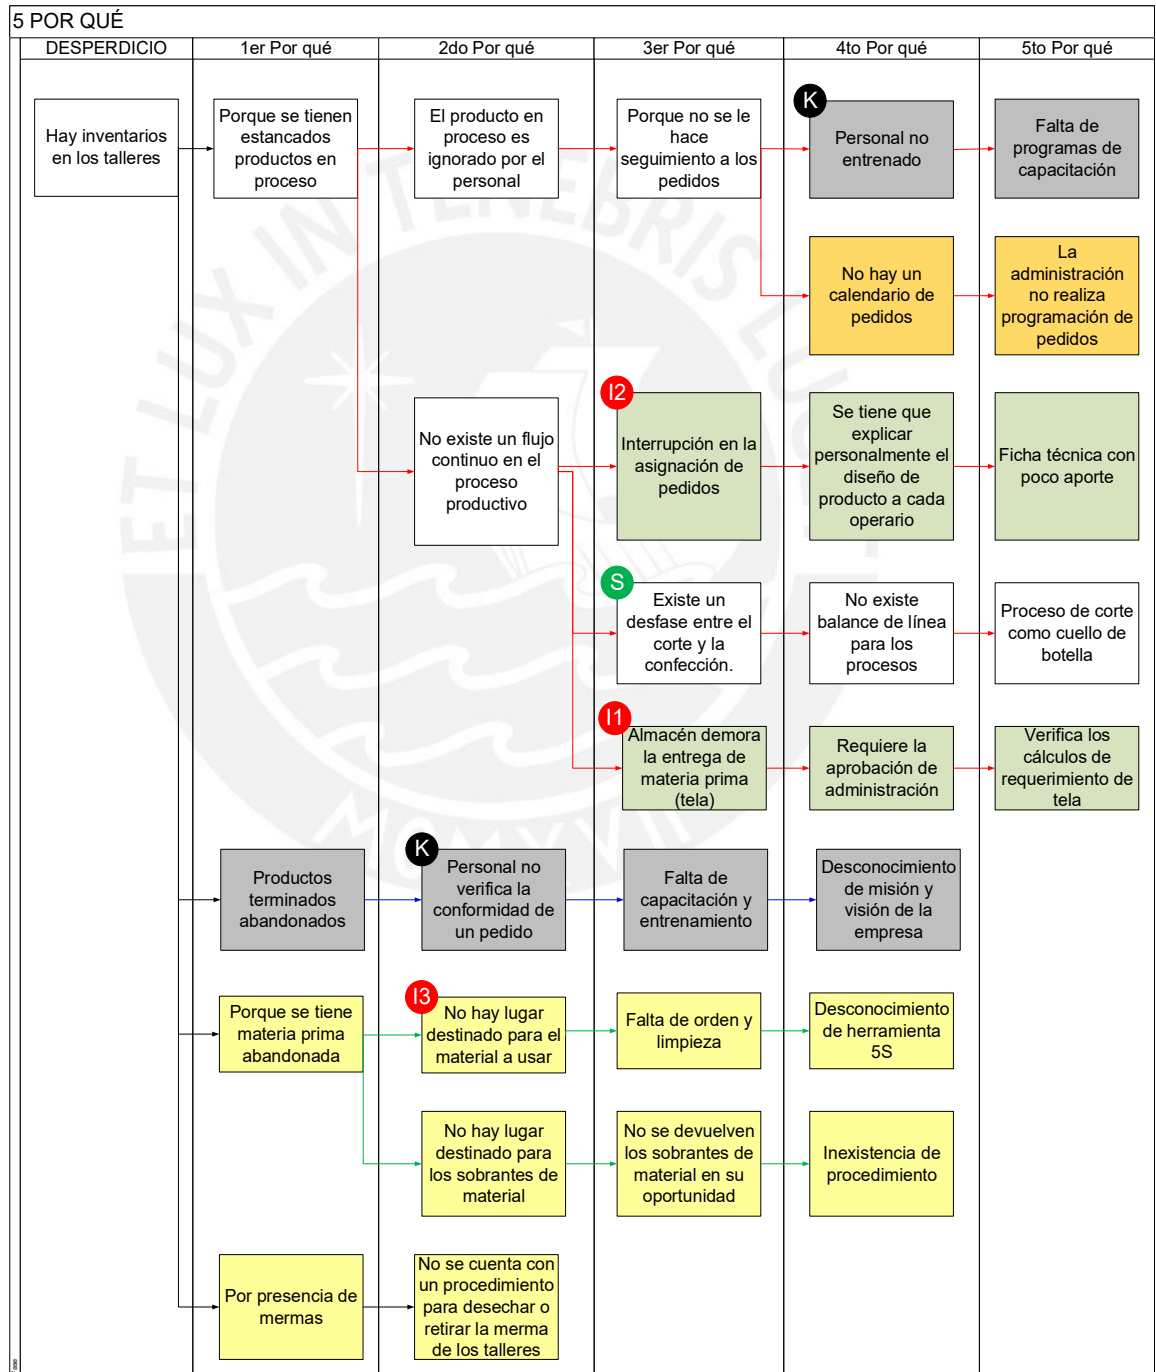 5 POR QUÉ
DESPERDICIO
1er Por qué
2do Por qué
3er Por qué
4to Por qué
5to Por qué
Hay inventarios
en los talleres
Porque se tienen
estancados
productos en
proceso
El producto en
proceso es
ignorado por el
personal
Porque no se le
hace
seguimiento a los
pedidos
K
Personal no
entrenado
Falta de
programas de
capacitación
No hay un
calendario de
pedidos
La
administración
no realiza
programación de
pedidos
No existe un flujo
continuo en el
proceso
productivo
I2
Interrupción en la
asignación de
pedidos
Se tiene que
explicar
personalmente el
diseño de
producto a cada
operario
Ficha técnica con
poco aporte
S
Existe un
desfase entre el
corte y la
confección.
No existe
balance de línea
para los
procesos
Proceso de corte
como cuello de
botella
I1
Almacén demora
la entrega de
materia prima
(tela)
Requiere la
aprobación de
administración
Verifica los
cálculos de
requerimiento de
tela
Productos
terminados
abandonados
K
Personal no
verifica la
conformidad de
un pedido
Falta de
capacitación y
entrenamiento
Desconocimiento
de misión y
visión de la
empresa
Porque se tiene
materia prima
abandonada
I3
No hay lugar
destinado para el
material a usar
Falta de orden y
limpieza
Desconocimiento
de herramienta
5S
No hay lugar
destinado para
los sobrantes de
material
No se devuelven
los sobrantes de
material en su
oportunidad
Inexistencia de
procedimiento
Por presencia de
mermas
No se cuenta con
un procedimiento
para desechar o
retirar la merma
de los talleres
ET LUX IN TENEBRIS LUCET
MCMXVII